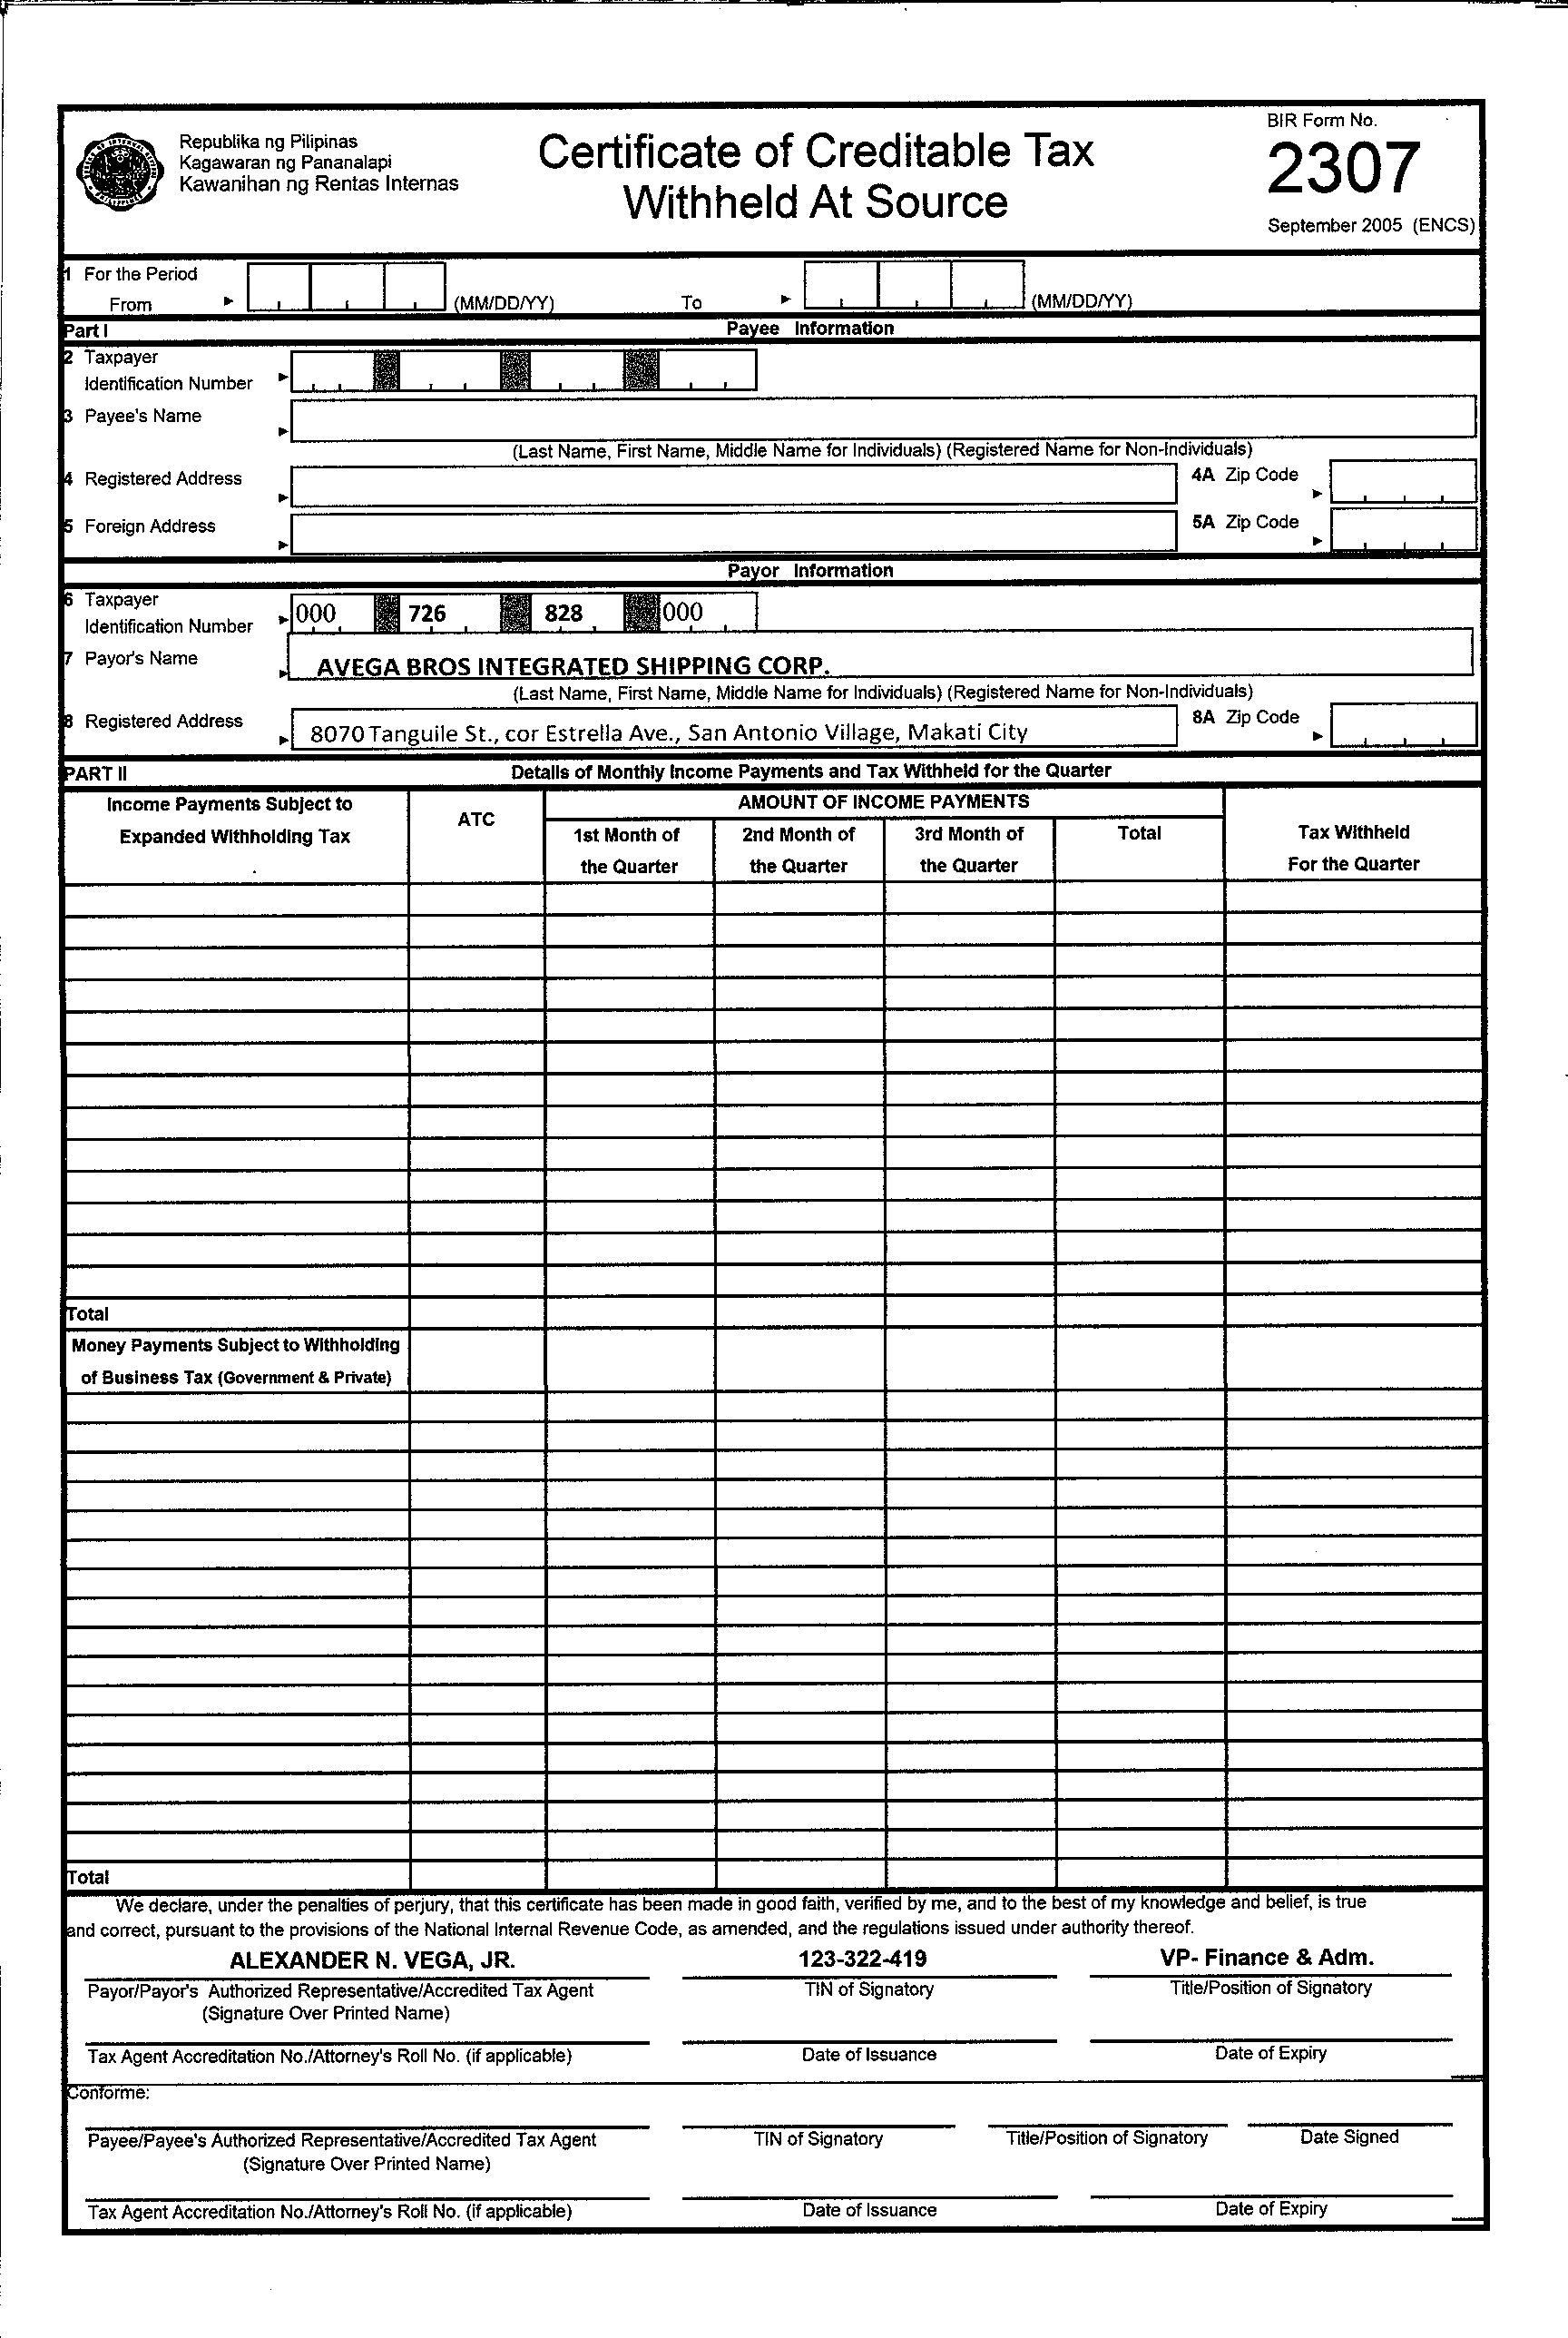 Republika ng Pilipinas
Kagawaran ng Pananalapi
Kawanihan ng Rentas Internas
Certificate of Creditable Tax
Withheld At Source
BIR Form No.
2307
September 2005 (ENCS)
1 For the Period
From (MM/DD/YY) To (MM/DD/YY)
Part I Payee Information
2 Taxpayer
Identification Number
3 Payee's Name
(Last Name, First Name, Middle Name for Individuals) (Registered Name for Non-Individuals)
4 Registered Address 4A Zip Code
5 Foreign Address 5A Zip Code
Payor Information
6 Taxpayer
Identification Number 000 726 828 000
7 Payor's Name AVEGA BROS INTEGRATED SHIPPING CORP.
(Last Name, First Name, Middle Name for Individuals) (Registered Name for Non-Individuals)
8 Registered Address 8070 Tanguile St., cor Estrella Ave., San Antonio Village, Makati City 8A Zip Code
PART II Details of Monthly Income Payments and Tax Withheld for the Quarter
Income Payments Subject to
Expanded Withholding Tax
ATC
AMOUNT OF INCOME PAYMENTS
1st Month of
the Quarter
2nd Month of
the Quarter
3rd Month of
the Quarter
Total
Tax Withheld
For the Quarter
Total
Money Payments Subject to Withholding
of Business Tax (Government & Private)
Total
We declare, under the penalties of perjury, that this certificate has been made in good faith, verified by me, and to the best of my knowledge and belief, is true
and correct, pursuant to the provisions of the National Internal Revenue Code, as amended, and the regulations issued under authority thereof.
ALEXANDER N. VEGA, JR. 123-322-419 VP- Finance & Adm.
Payor/Payor's Authorized Representative/Accredited Tax Agent TIN of Signatory Title/Position of Signatory
(Signature Over Printed Name)
Tax Agent Accreditation No./Attorney's Roll No. (if applicable) Date of Issuance Date of Expiry
Conforme:
Payee/Payee's Authorized Representative/Accredited Tax Agent TIN of Signatory Title/Position of Signatory Date Signed
(Signature Over Printed Name)
Tax Agent Accreditation No./Attorney's Roll No. (if applicable) Date of Issuance Date of Expiry